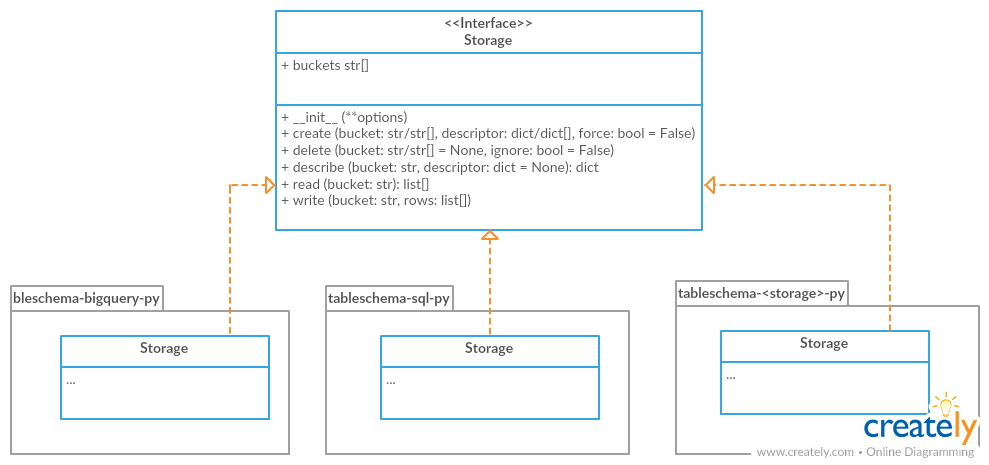 <<Interface>>
Storage
+ buckets str[]
+ __init__ (**options)
+ create (bucket: str/str[], descriptor: dict/dict[], force: bool = False)
+ delete (bucket: str/str[] = None, ignore: bool = False)
+ describe (bucket: str, descriptor: dict = None): dict
+ read (bucket: str): list[]
+ write (bucket: str, rows: list[])
bleschema-bigquery-py
Storage
...
tableschema-sql-py
Storage
...
tableschema-<storage>-py
Storage
...
creately
www.creately.com • Online Diagramming